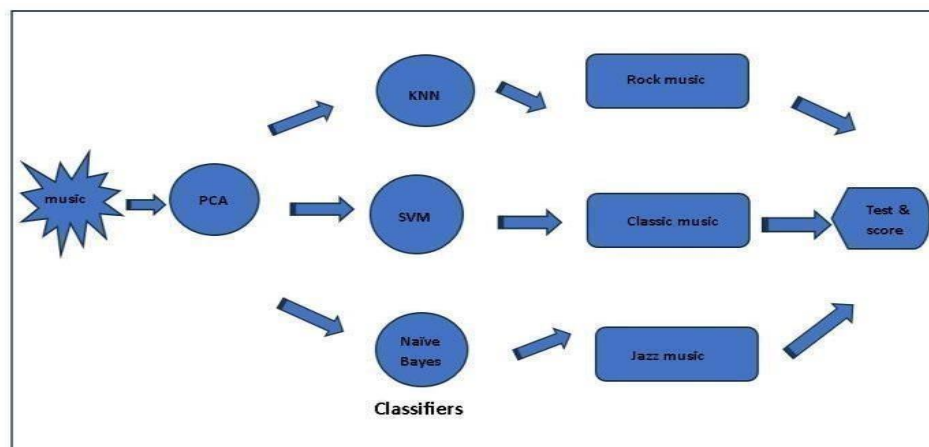 KNN
Rock music
music
PCA
SVM
Classic music
Test &
score
Naïve
Bayes
Jazz music
Classifiers